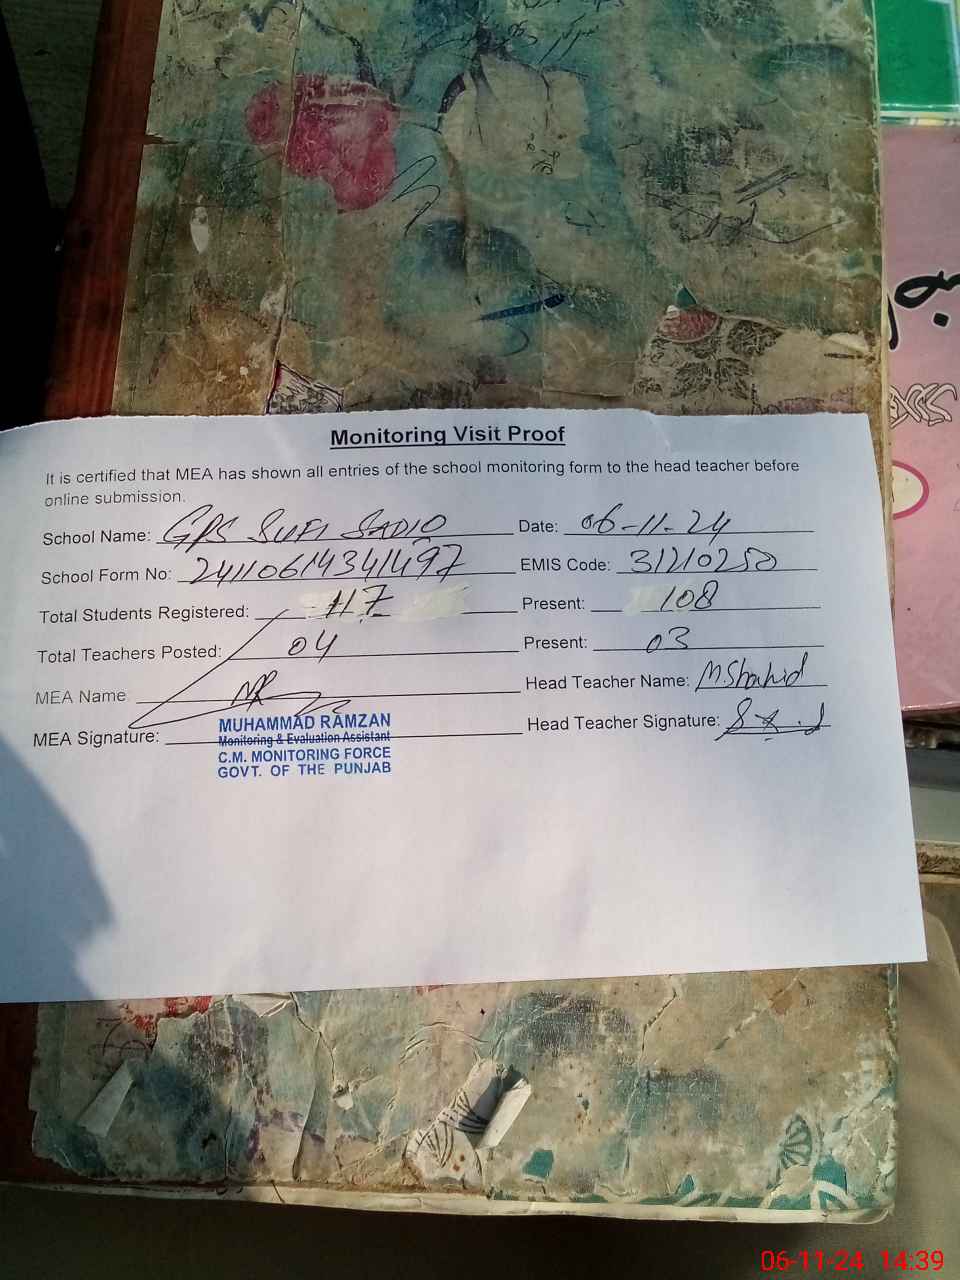 Monitoring Visit Proof
It is certified that MEA has shown all entries of the school monitoring form to the head teacher before
online submission.
School Name: GPS SUFI SADIQ Date: 06-11-24
School Form No: 24110614341497 EMIS Code: 31210250
Total Students Registered: 117 Present: 108
Total Teachers Posted: 04 Present: 03
MEA Name MR Head Teacher Name: M.Shahid
MEA Signature: Head Teacher Signature:
MUHAMMAD RAMZAN
Monitoring & Evaluation Assistant
C.M. MONITORING FORCE
GOVT. OF THE PUNJAB
06-11-24 14:39